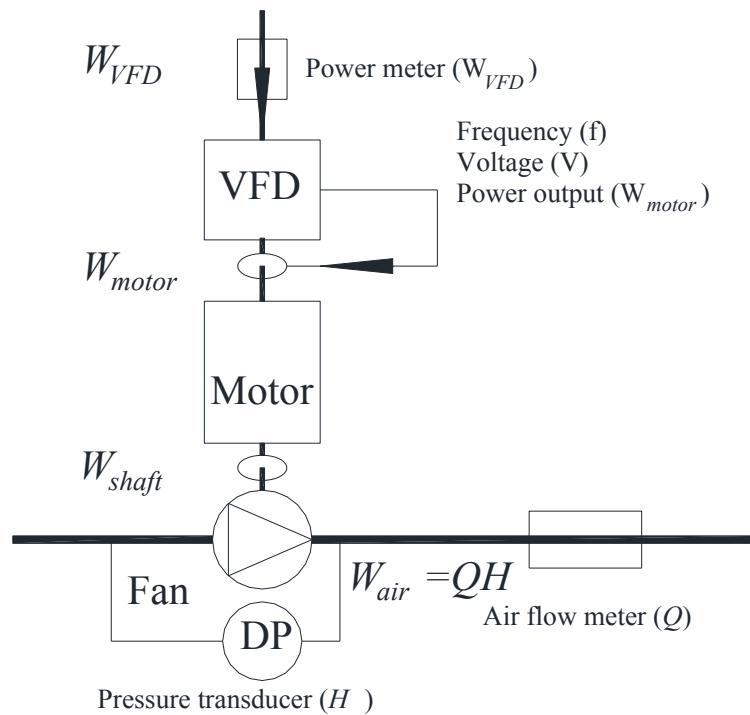 W_VFD
Power meter (W_VFD)
Frequency (f)
Voltage (V)
Power output (W_motor)
VFD
W_motor
Motor
W_shaft
Fan
W_air =QH
Air flow meter (Q)
DP
Pressure transducer (H )